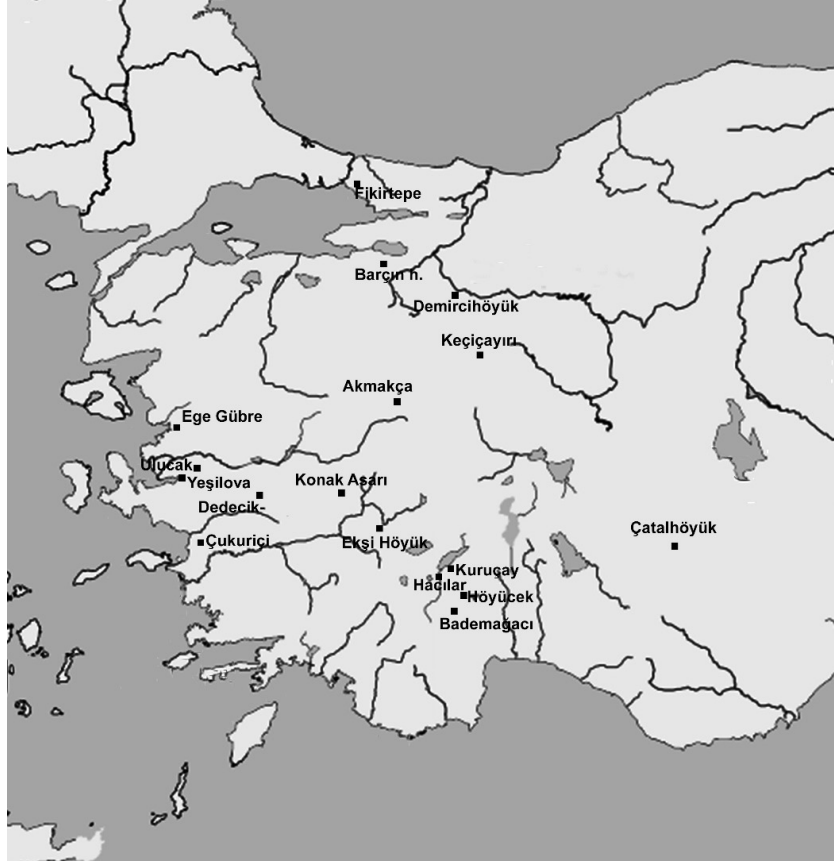 Fikirtepe
Barçın h.
Demircihöyük
Keçiçayırı
Akmakça
Ege Gübre
Ulucak
Yeşilova
Konak Aşarı
Dedecik-
Çatalhöyük
Çukuriçi
Ekşi Höyük
Kuruçay
Hacılar
Höyücek
Bademağacı